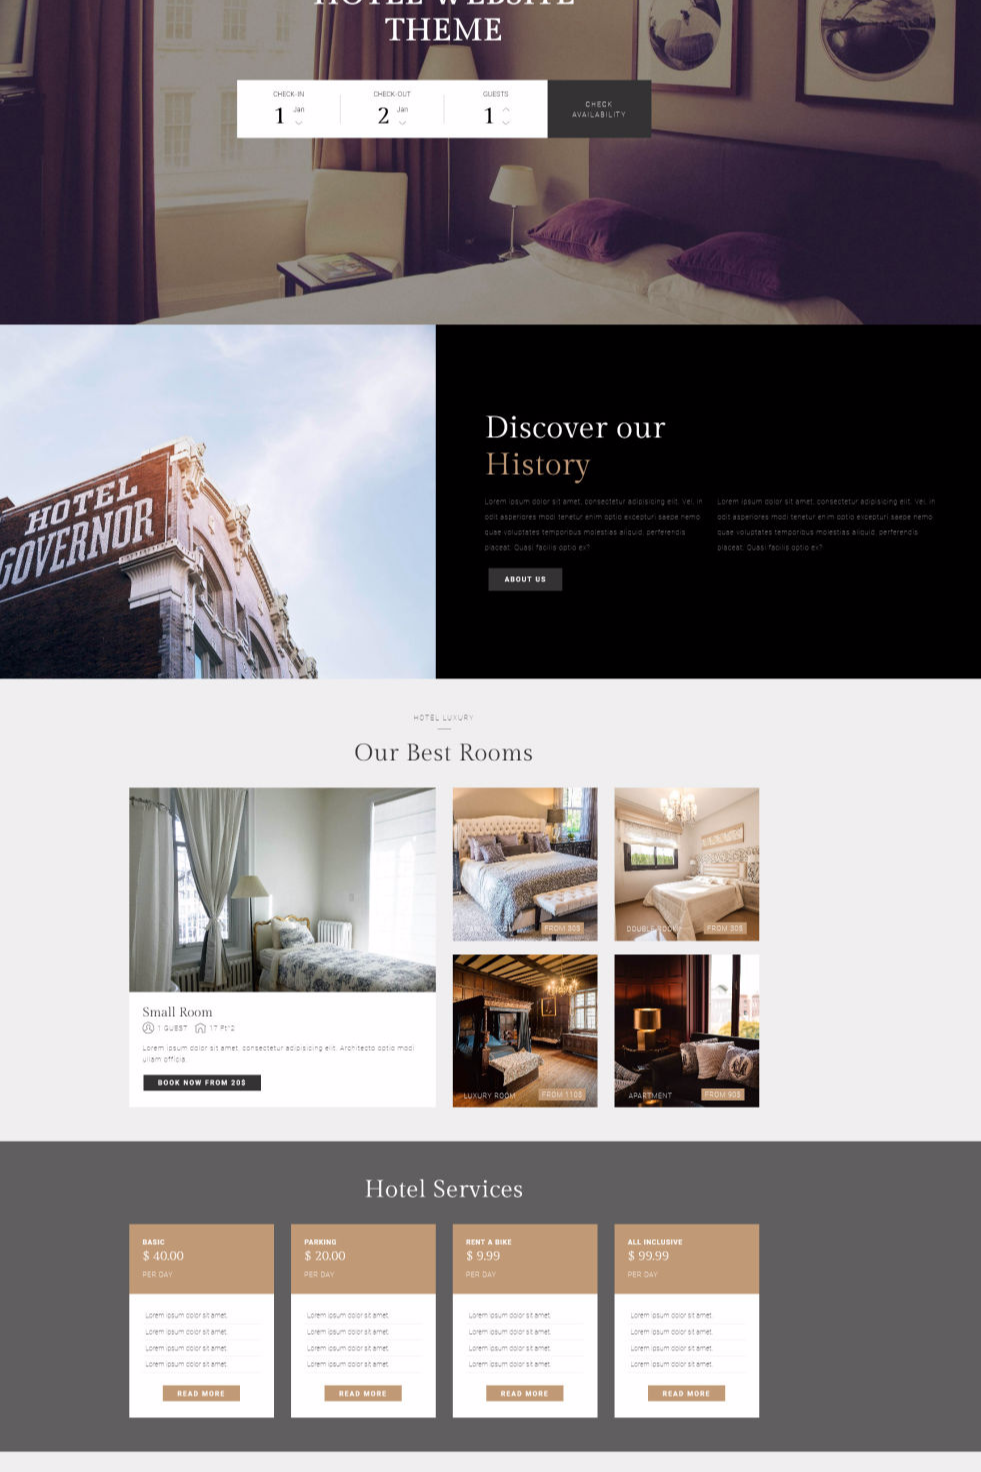 HOTEL WEBSITE
THEME
CHECK-IN
1 Jan
CHECK-OUT
2 Jan
GUESTS
1
CHECK
AVAILABILITY
HOTEL
GOVERNOR
Discover our
History
Lorem ipsum dolor sit amet, consectetur adipisicing elit. Vel, in
odit asperiores modi tenetur enim optio excepturi saepe nemo
quae voluptates temporibus molestias aliquid, perferendis
placeat. Quasi facilis optio ex?
Lorem ipsum dolor sit amet, consectetur adipisicing elit. Vel, in
odit asperiores modi tenetur enim optio excepturi saepe nemo
quae voluptates temporibus molestias aliquid, perferendis
placeat. Quasi facilis optio ex?
ABOUT US
HOTEL LUXURY
Our Best Rooms
Small Room
1 GUEST 17 Ft^2
Lorem ipsum dolor sit amet, consectetur adipisicing elit. Architecto optio modi
ullam officia
BOOK NOW FROM 20$
FROM 30$
DOUBLE ROOM
FROM 30$
LUXURY ROOM
FROM 110$
APARTMENT
FROM 90$
Hotel Services
BASIC
$ 40.00
PER DAY
Lorem ipsum dolor sit amet.
Lorem ipsum dolor sit amet.
Lorem ipsum dolor sit amet.
Lorem ipsum dolor sit amet.
READ MORE
PARKING
$ 20.00
PER DAY
Lorem ipsum dolor sit amet.
Lorem ipsum dolor sit amet.
Lorem ipsum dolor sit amet.
Lorem ipsum dolor sit amet.
READ MORE
RENT A BIKE
$ 9.99
PER DAY
Lorem ipsum dolor sit amet.
Lorem ipsum dolor sit amet.
Lorem ipsum dolor sit amet.
Lorem ipsum dolor sit amet.
READ MORE
ALL INCLUSIVE
$ 99.99
PER DAY
Lorem ipsum dolor sit amet.
Lorem ipsum dolor sit amet.
Lorem ipsum dolor sit amet.
Lorem ipsum dolor sit amet.
READ MORE